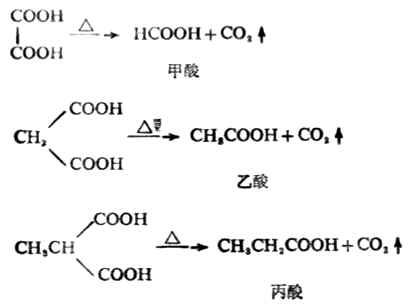 COOH
COOH
△
HCOOH + CO₂↑
甲酸
COOH
CH₂
COOH
△
CH₃COOH + CO₂↑
乙酸
COOH
CH₃CH
COOH
△
CH₃CH₂COOH + CO₂↑
丙酸